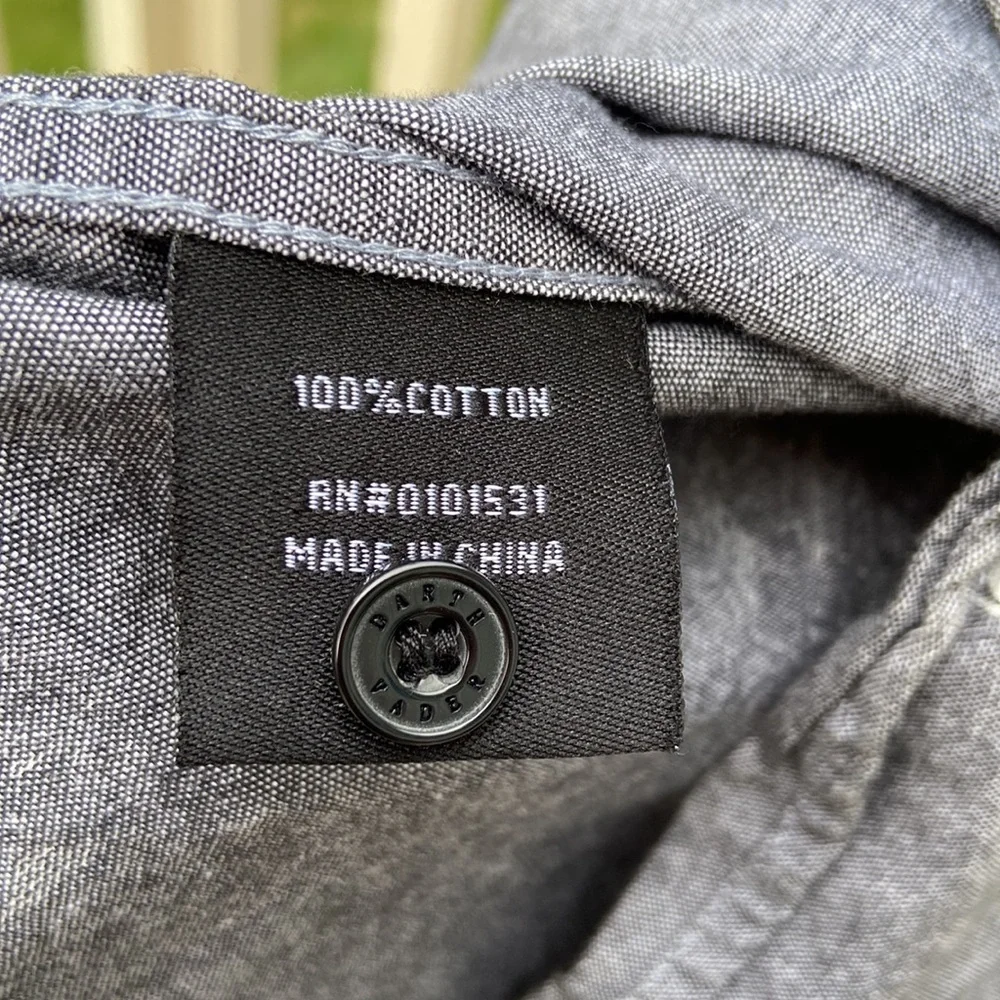 100%COTTON
RN#0101531
MADE IN CHINA
DARTH
VADER